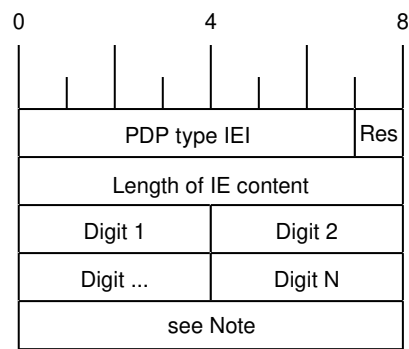 0 4 8
PDP type IEI Res
Length of IE content
Digit 1 Digit 2
Digit ... Digit N
see Note